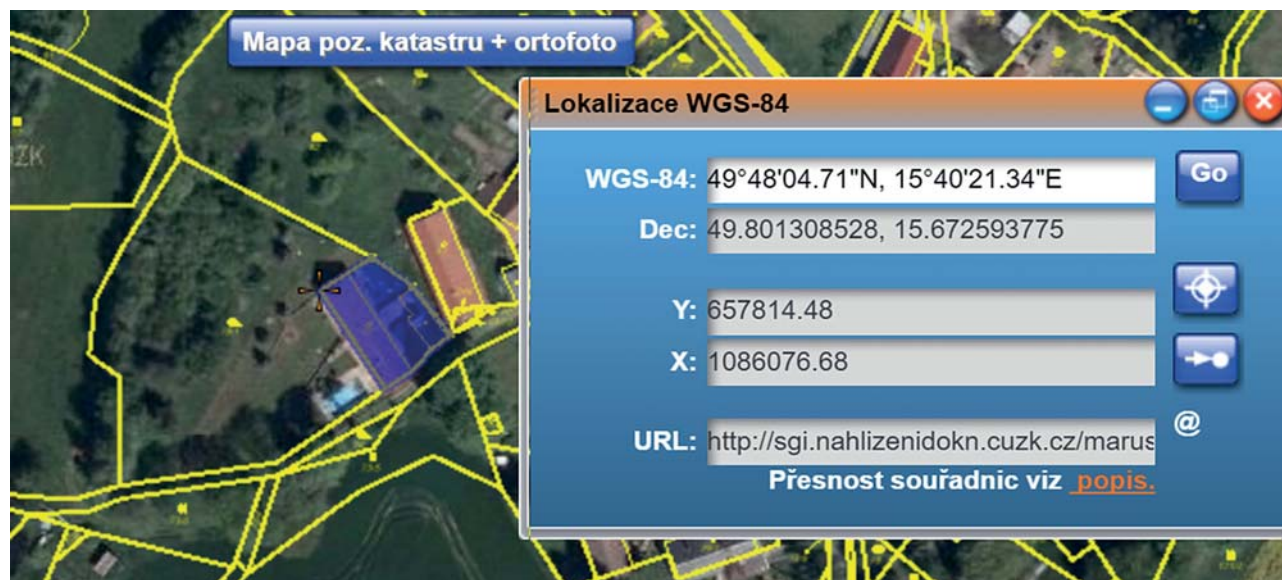 Mapa poz. katastru + ortofoto
Lokalizace WGS-84
WGS-84: 49°48'04.71"N, 15°40'21.34"E Go
Dec: 49.801308528, 15.672593775
Y: 657814.48
X: 1086076.68
URL: http://sgi.nahlizenidokn.cuzk.cz/marus @
Přesnost souřadnic viz popis.